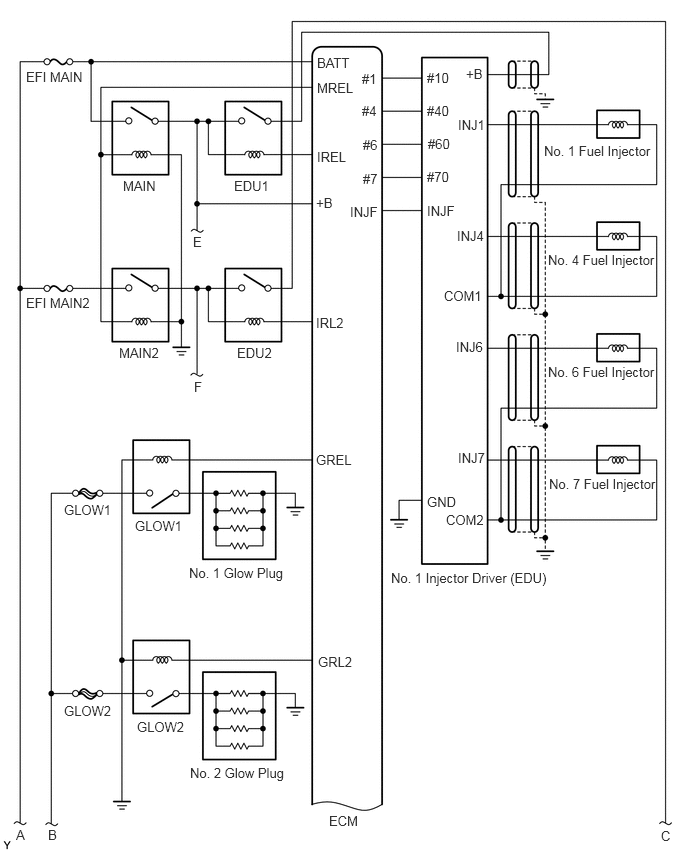 EFI MAIN
BATT
MREL
#1
#10
+B
#4
#40
INJ1
#6
#60
No. 1 Fuel Injector
IREL
MAIN
EDU1
#7
#70
+B
INJF
INJF
E
INJ4
No. 4 Fuel Injector
EFI MAIN2
COM1
IRL2
MAIN2
EDU2
INJ6
No. 6 Fuel Injector
F
GREL
INJ7
No. 7 Fuel Injector
GLOW1
GLOW1
GND
COM2
No. 1 Glow Plug
No. 1 Injector Driver (EDU)
GRL2
GLOW2
GLOW2
No. 2 Glow Plug
ECM
A
B
C
Y